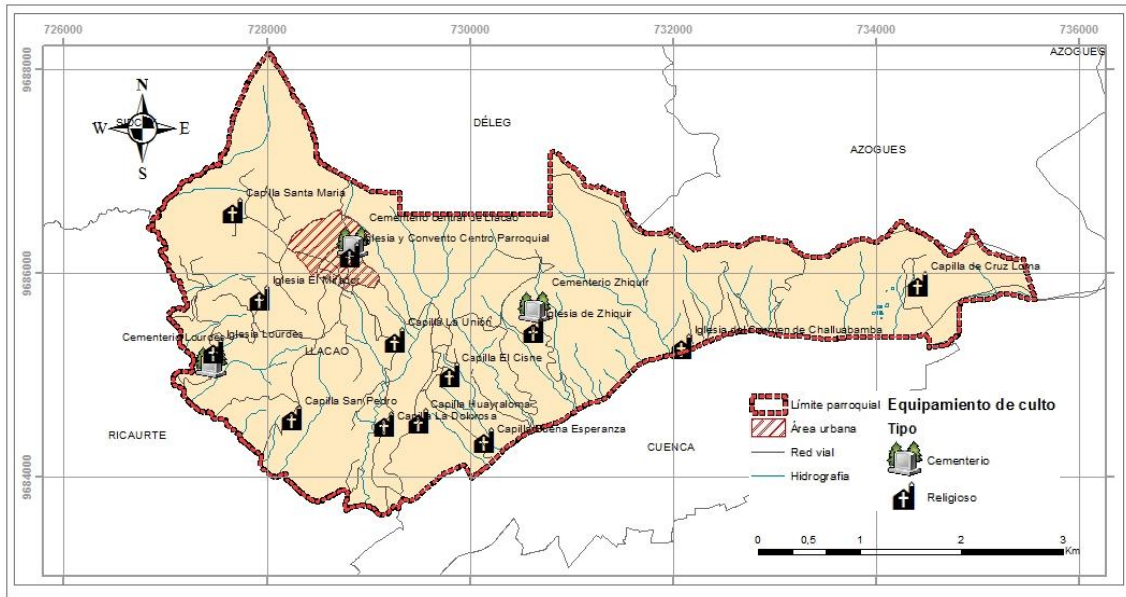 726000 728000 730000 732000 734000 736000
9688000
AZOGUES
N
W E
S
DÉLEG
AZOGUES
Capilla Santa Maria
Cementerio central de Llacao
Iglesia y Convento Centro Parroquial
9686000
Capilla de Cruz Loma
Iglesia El Mirador
Cementerio Zhiquir
Iglesia de Zhiquir
Capilla La Unión
Iglesia del Carmen de Challuabamba
Cementerio Lourdes
Iglesia Lourdes
LLACAO
Capilla El Cisne
Capilla San Pedro
Capilla Huayraloma
Capilla La Dolorosa
Capilla Buena Esperanza
RICAURTE
CUENCA
Límite parroquial
Área urbana
Red vial
Hidrografia
Equipamiento de culto
Tipo
Cementerio
Religioso
0 0,5 1 2 3
Km